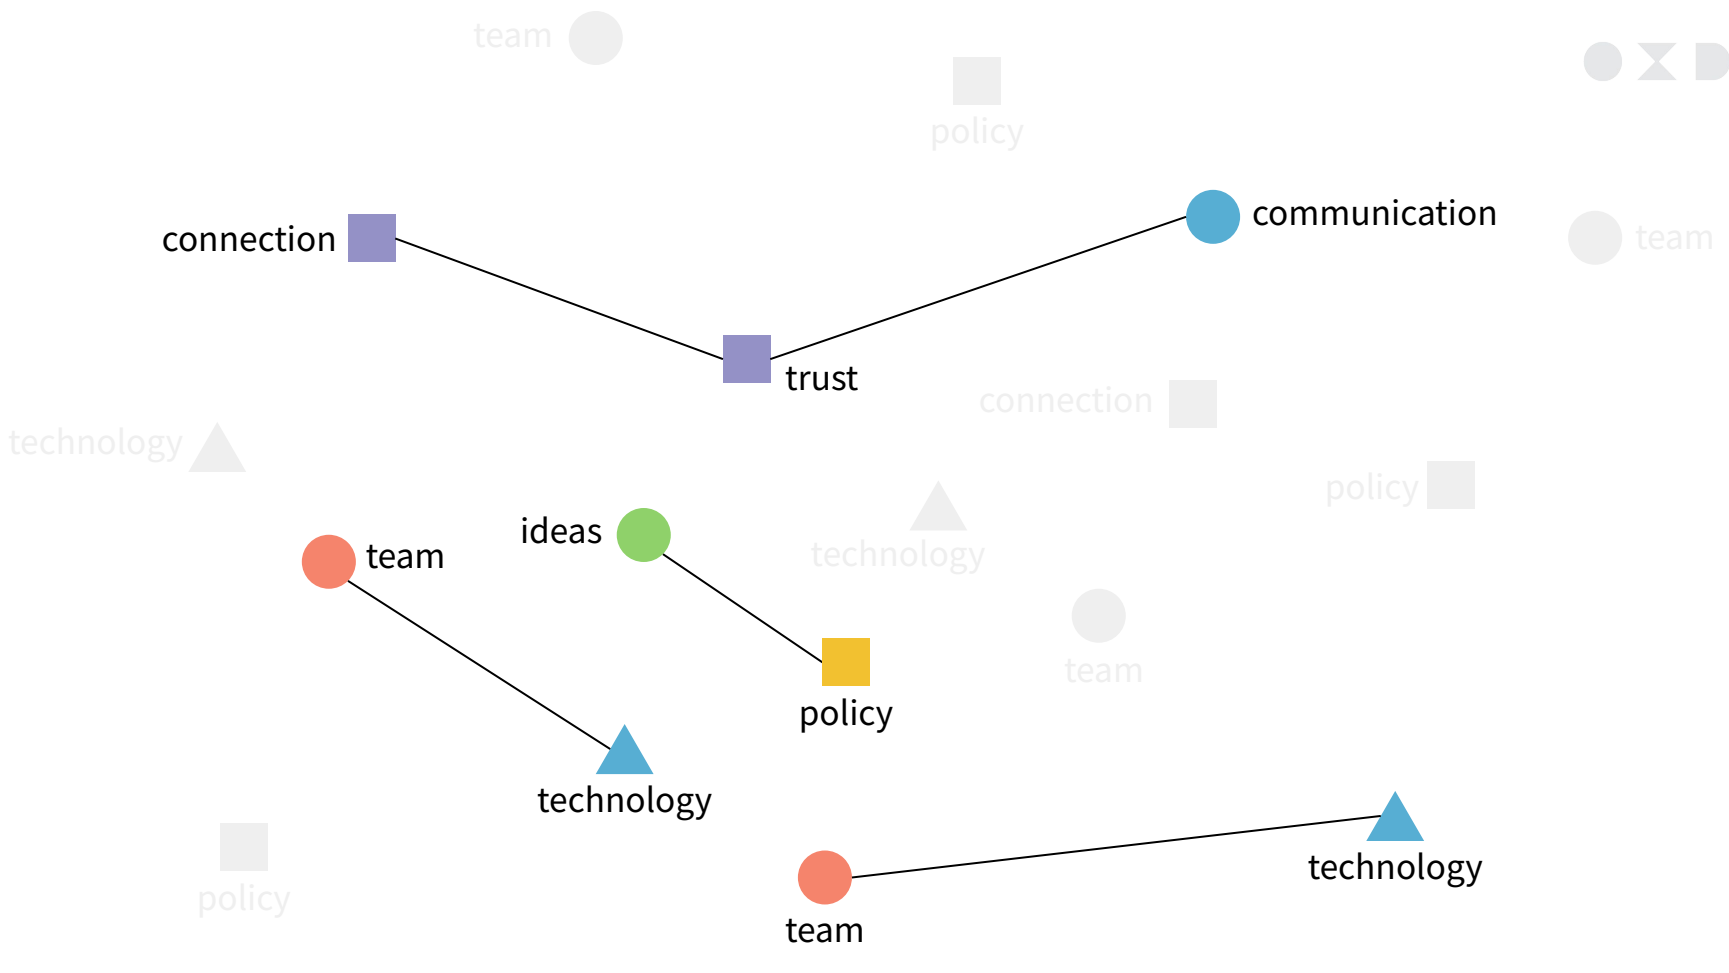 team
policy
communication
connection
team
trust
connection
technology
policy
ideas
team
technology
team
policy
technology
technology
policy
team